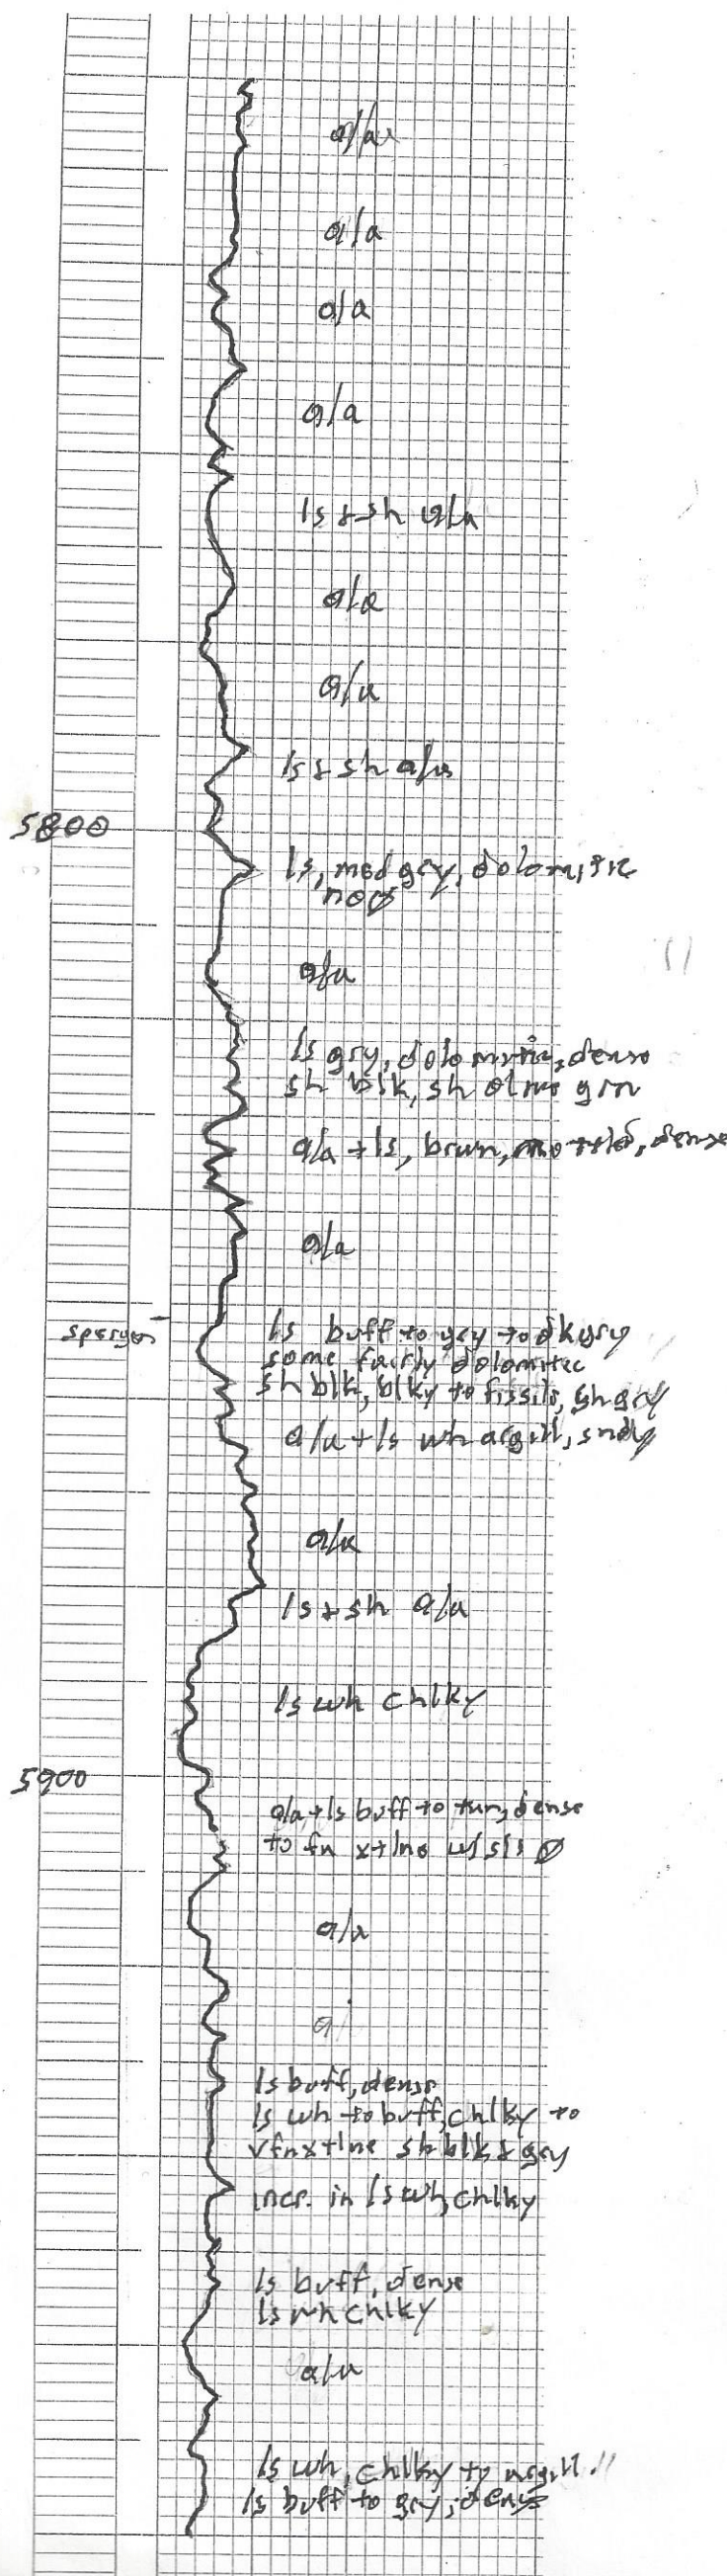 a/a
a/a
a/a
a/a
ls & sh a/a
a/a
a/a
ls & sh a/a
5800
ls, med gry, dolomitic
no ø
a/a
ls gry, dolomitic, dense
sh blk, sh olive grn
a/a + ls, brwn, mottled, dense
a/a
spergen
ls buff to gry to dk gry
some fairly dolomitic
sh blk, blky to fissile, sh gry
a/a + ls wh argill, sndy
a/a
ls & sh a/a
ls wh chlky
5900
a/a + ls buff to tan, dense
to fn xtlne w/ sli ø
a/a
a/
ls buff, dense
ls wh to buff, chlky to
vfnxtlne sh blk & gry
incr. in ls wh, chlky
ls buff, dense
ls wh chlky
a/a
ls wh, chlky to argill.
ls buff to gry, dense